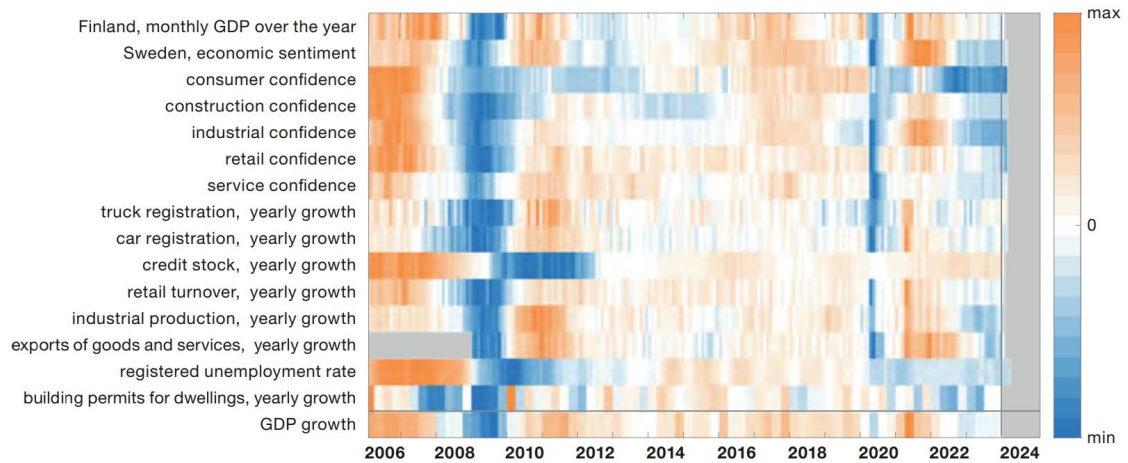 Finland, monthly GDP over the year
Sweden, economic sentiment
consumer confidence
construction confidence
industrial confidence
retail confidence
service confidence
truck registration, yearly growth
car registration, yearly growth
credit stock, yearly growth
retail turnover, yearly growth
industrial production, yearly growth
exports of goods and services, yearly growth
registered unemployment rate
building permits for dwellings, yearly growth
GDP growth
2006 2008 2010 2012 2014 2016 2018 2020 2022 2024
max
0
min